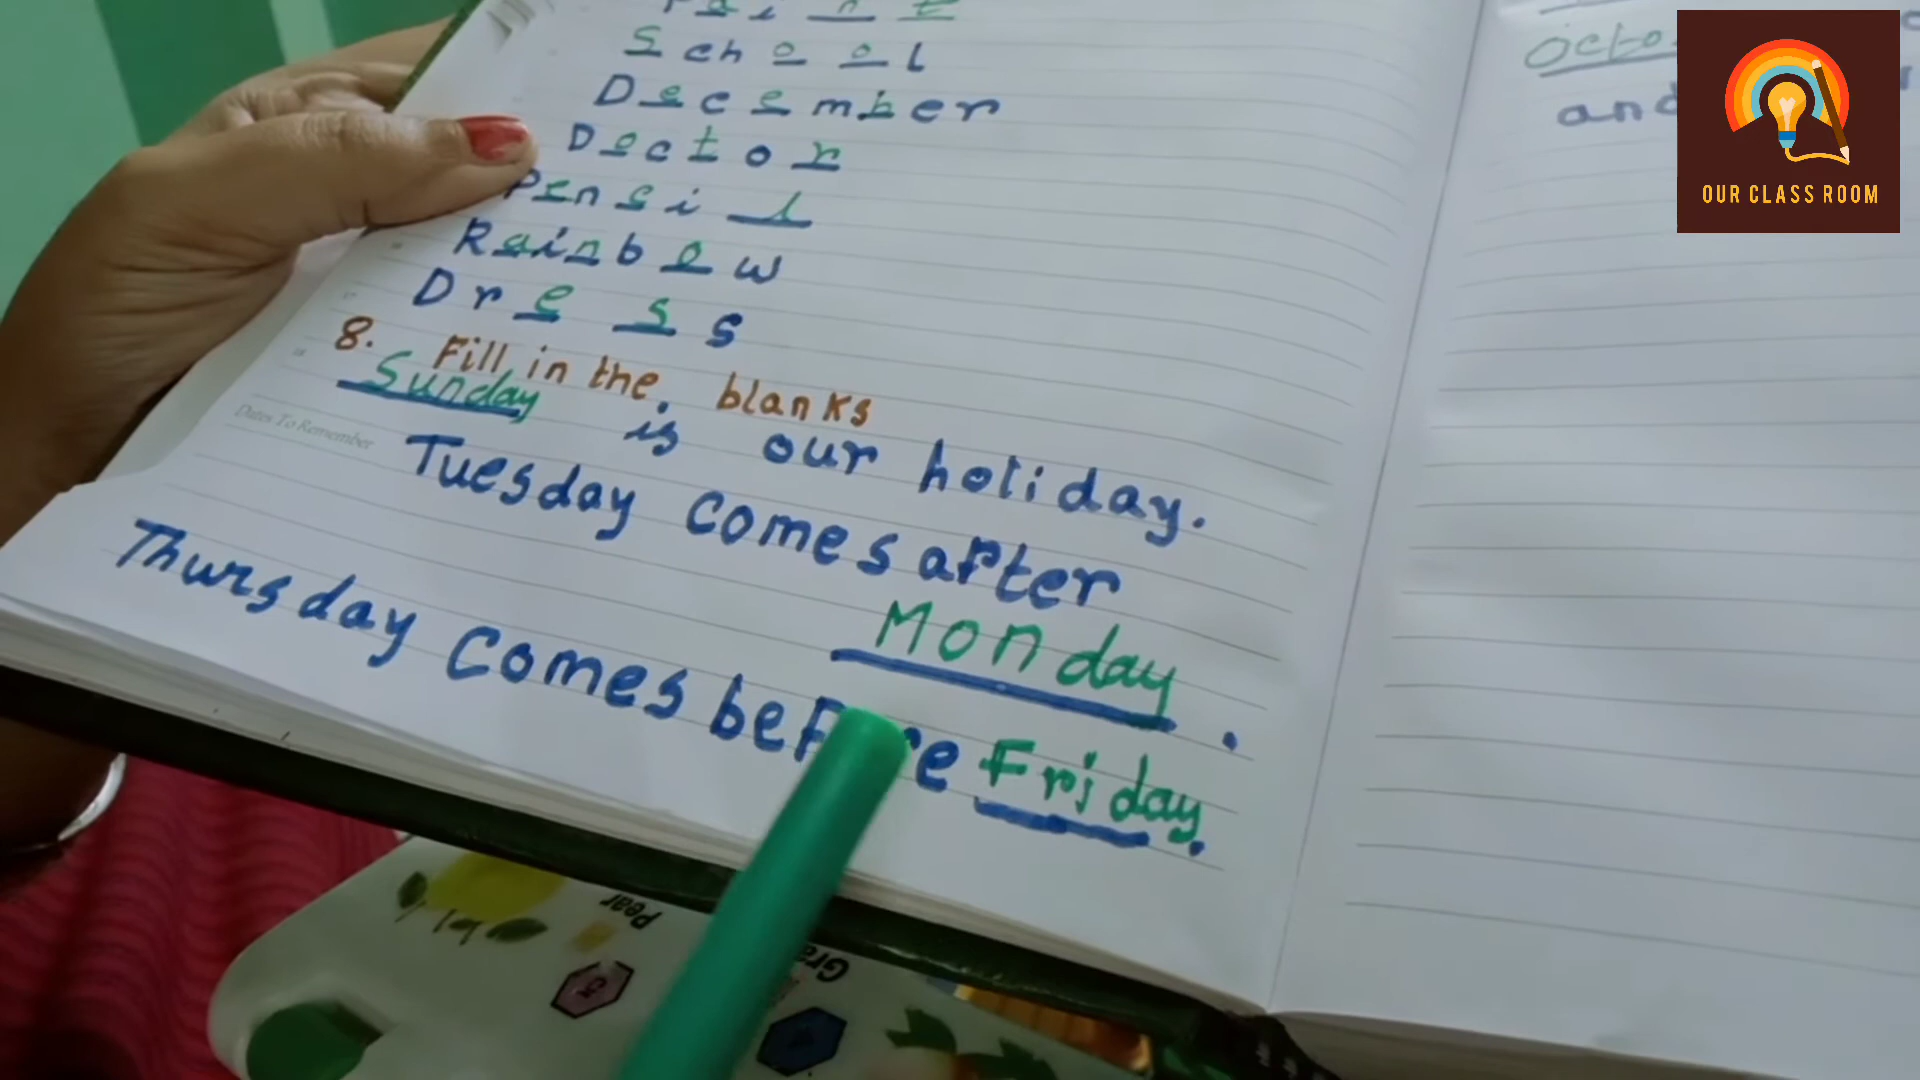 School
December
Doctor
Pencil
Rainbow
Dress
8. Fill in the blanks
Sunday is our holiday.
Tuesday comes after
Monday.
Thursday comes before Friday.
Dates To Remember
Pear
and
OUR CLASS ROOM